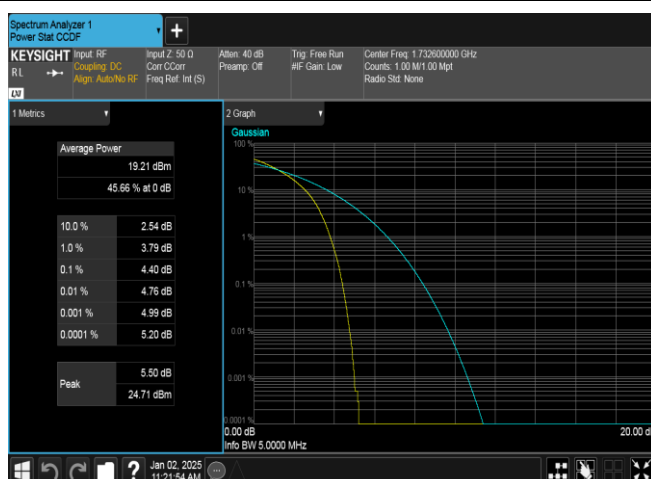 Spectrum Analyzer 1
Power Stat CCDF
KEYSIGHT
RL
LXI
Input: RF
Coupling: DC
Align: Auto/No RF
Input Z: 50 Ω
Corr CCorr
Freq Ref: Int (S)
Atten: 40 dB
Preamp: Off
Trig: Free Run
#IF Gain: Low
Center Freq: 1.732600000 GHz
Counts: 1.00 M/1.00 Mpt
Radio Std: None
1 Metrics
Average Power
19.21 dBm
45.66 % at 0 dB
10.0 % 2.54 dB
1.0 % 3.79 dB
0.1 % 4.40 dB
0.01 % 4.76 dB
0.001 % 4.99 dB
0.0001 % 5.20 dB
Peak
5.50 dB
24.71 dBm
2 Graph
Gaussian
100 %
10 %
1 %
0.1 %
0.01 %
0.001 %
0.0001 %
0.00 dB
20.00 d
Info BW 5.0000 MHz
?
Jan 02, 2025
11:21:54 AM